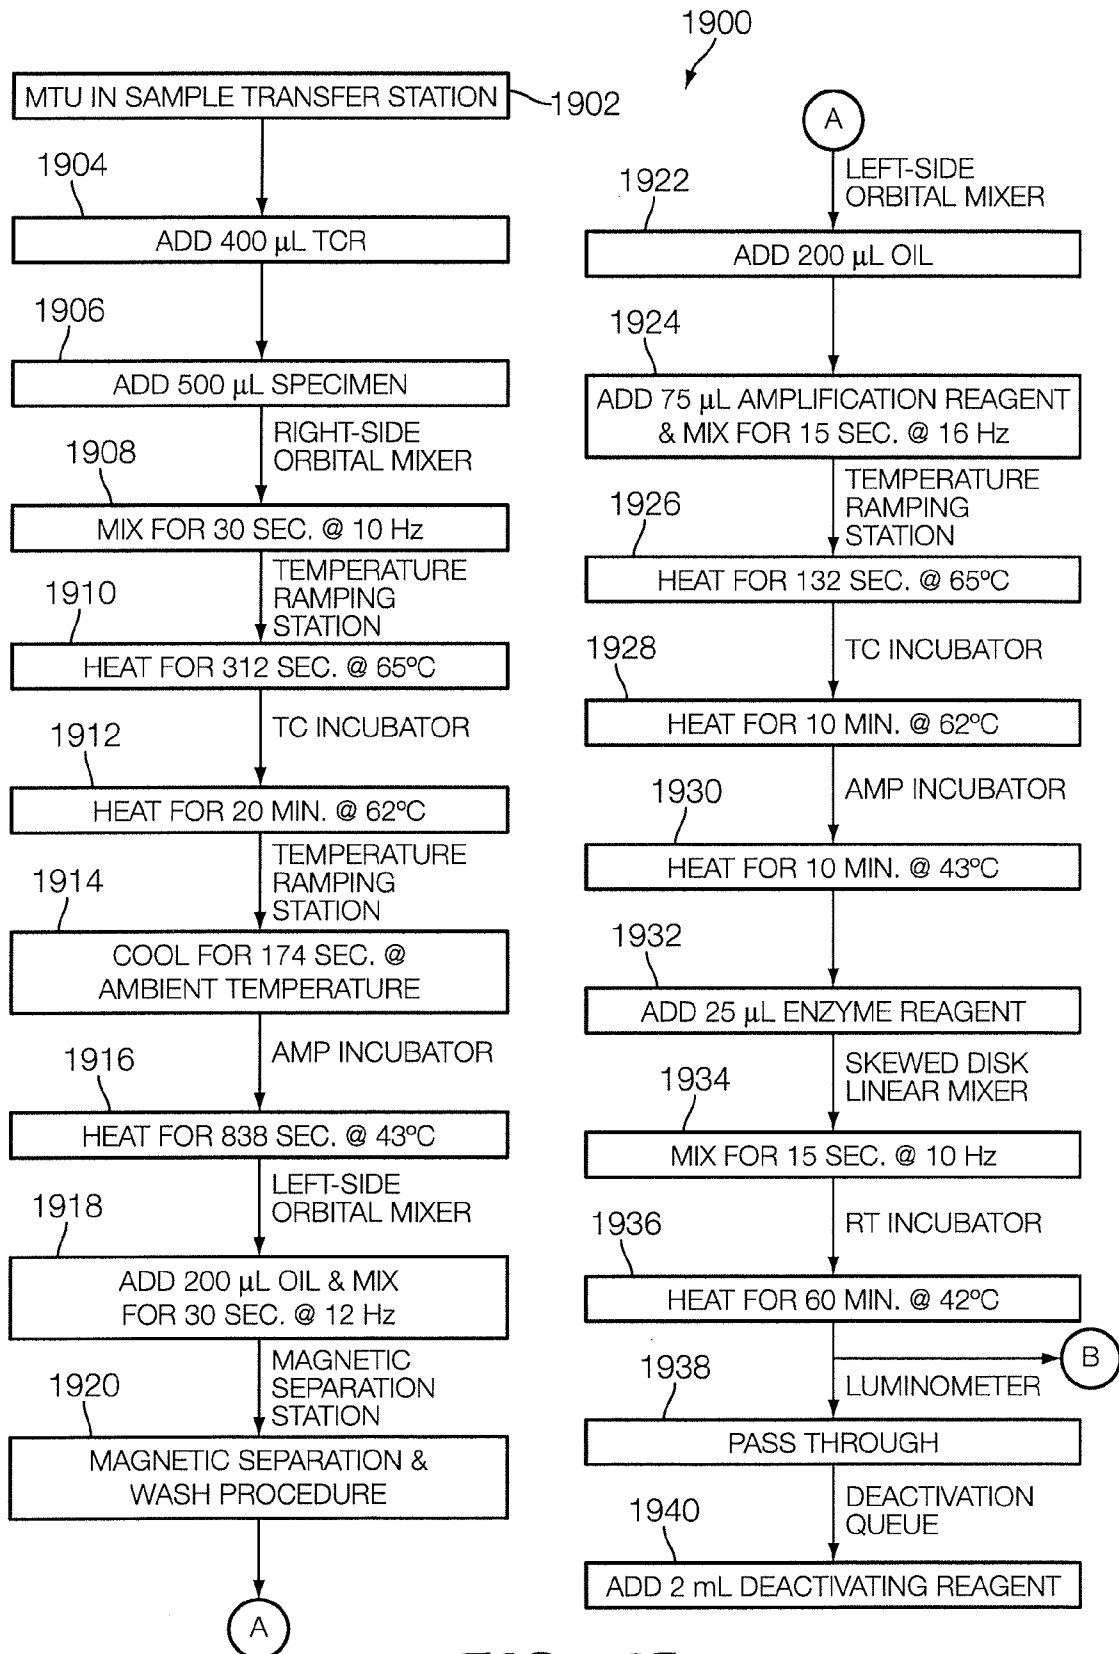 1900
MTU IN SAMPLE TRANSFER STATION
1902
1904
ADD 400 µL TCR
1906
ADD 500 µL SPECIMEN
RIGHT-SIDE
ORBITAL MIXER
1908
MIX FOR 30 SEC. @ 10 Hz
TEMPERATURE
RAMPING
STATION
1910
HEAT FOR 312 SEC. @ 65ºC
TC INCUBATOR
1912
HEAT FOR 20 MIN. @ 62ºC
TEMPERATURE
RAMPING
STATION
1914
COOL FOR 174 SEC. @
AMBIENT TEMPERATURE
AMP INCUBATOR
1916
HEAT FOR 838 SEC. @ 43ºC
LEFT-SIDE
ORBITAL MIXER
1918
ADD 200 µL OIL & MIX
FOR 30 SEC. @ 12 Hz
MAGNETIC
SEPARATION
STATION
1920
MAGNETIC SEPARATION &
WASH PROCEDURE
A
A
LEFT-SIDE
ORBITAL MIXER
1922
ADD 200 µL OIL
1924
ADD 75 µL AMPLIFICATION REAGENT
& MIX FOR 15 SEC. @ 16 Hz
TEMPERATURE
RAMPING
STATION
1926
HEAT FOR 132 SEC. @ 65ºC
TC INCUBATOR
1928
HEAT FOR 10 MIN. @ 62ºC
AMP INCUBATOR
1930
HEAT FOR 10 MIN. @ 43ºC
1932
ADD 25 µL ENZYME REAGENT
SKEWED DISK
LINEAR MIXER
1934
MIX FOR 15 SEC. @ 10 Hz
RT INCUBATOR
1936
HEAT FOR 60 MIN. @ 42ºC
B
1938
LUMINOMETER
PASS THROUGH
DEACTIVATION
QUEUE
1940
ADD 2 mL DEACTIVATING REAGENT